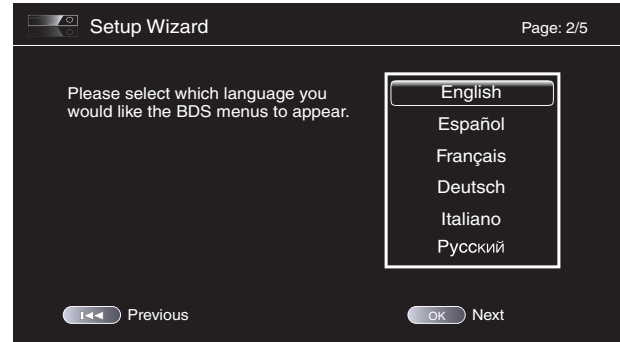 Setup Wizard
Page: 2/5
Please select which language you
would like the BDS menus to appear.
English
Español
Français
Deutsch
Italiano
Русский
Previous
OK Next